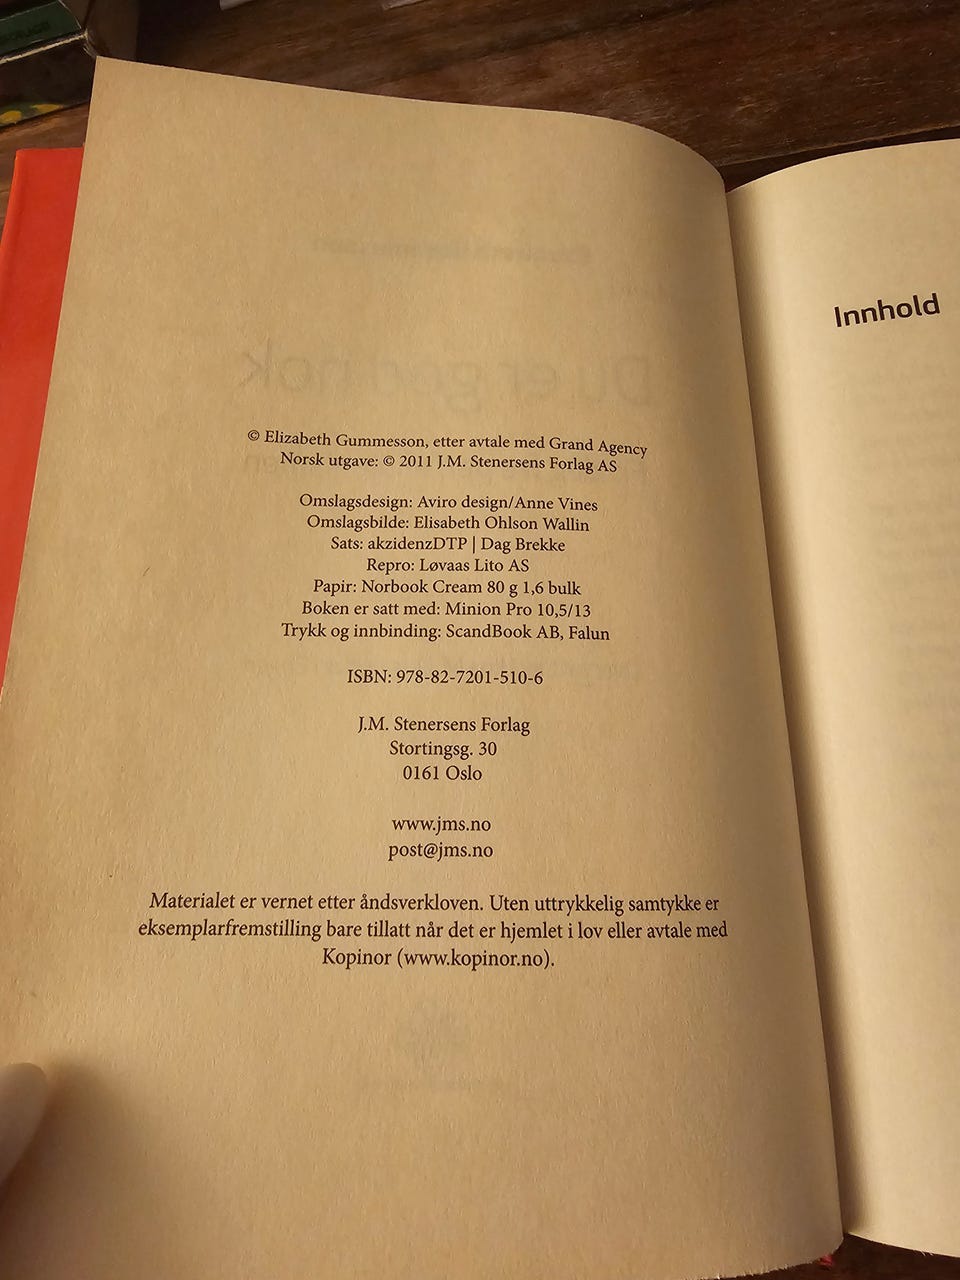 © Elizabeth Gummesson, etter avtale med Grand Agency
Norsk utgave: © 2011 J.M. Stenersens Forlag AS
Omslagsdesign: Aviro design/Anne Vines
Omslagsbilde: Elisabeth Ohlson Wallin
Sats: akzidenzDTP | Dag Brekke
Repro: Løvaas Lito AS
Papir: Norbook Cream 80 g 1,6 bulk
Boken er satt med: Minion Pro 10,5/13
Trykk og innbinding: ScandBook AB, Falun
ISBN: 978-82-7201-510-6
J.M. Stenersens Forlag
Stortingsg. 30
0161 Oslo
www.jms.no
post@jms.no
Materialet er vernet etter åndsverkloven. Uten uttrykkelig samtykke er
eksemplarfremstilling bare tillatt når det er hjemlet i lov eller avtale med
Kopinor (www.kopinor.no).
Innhold